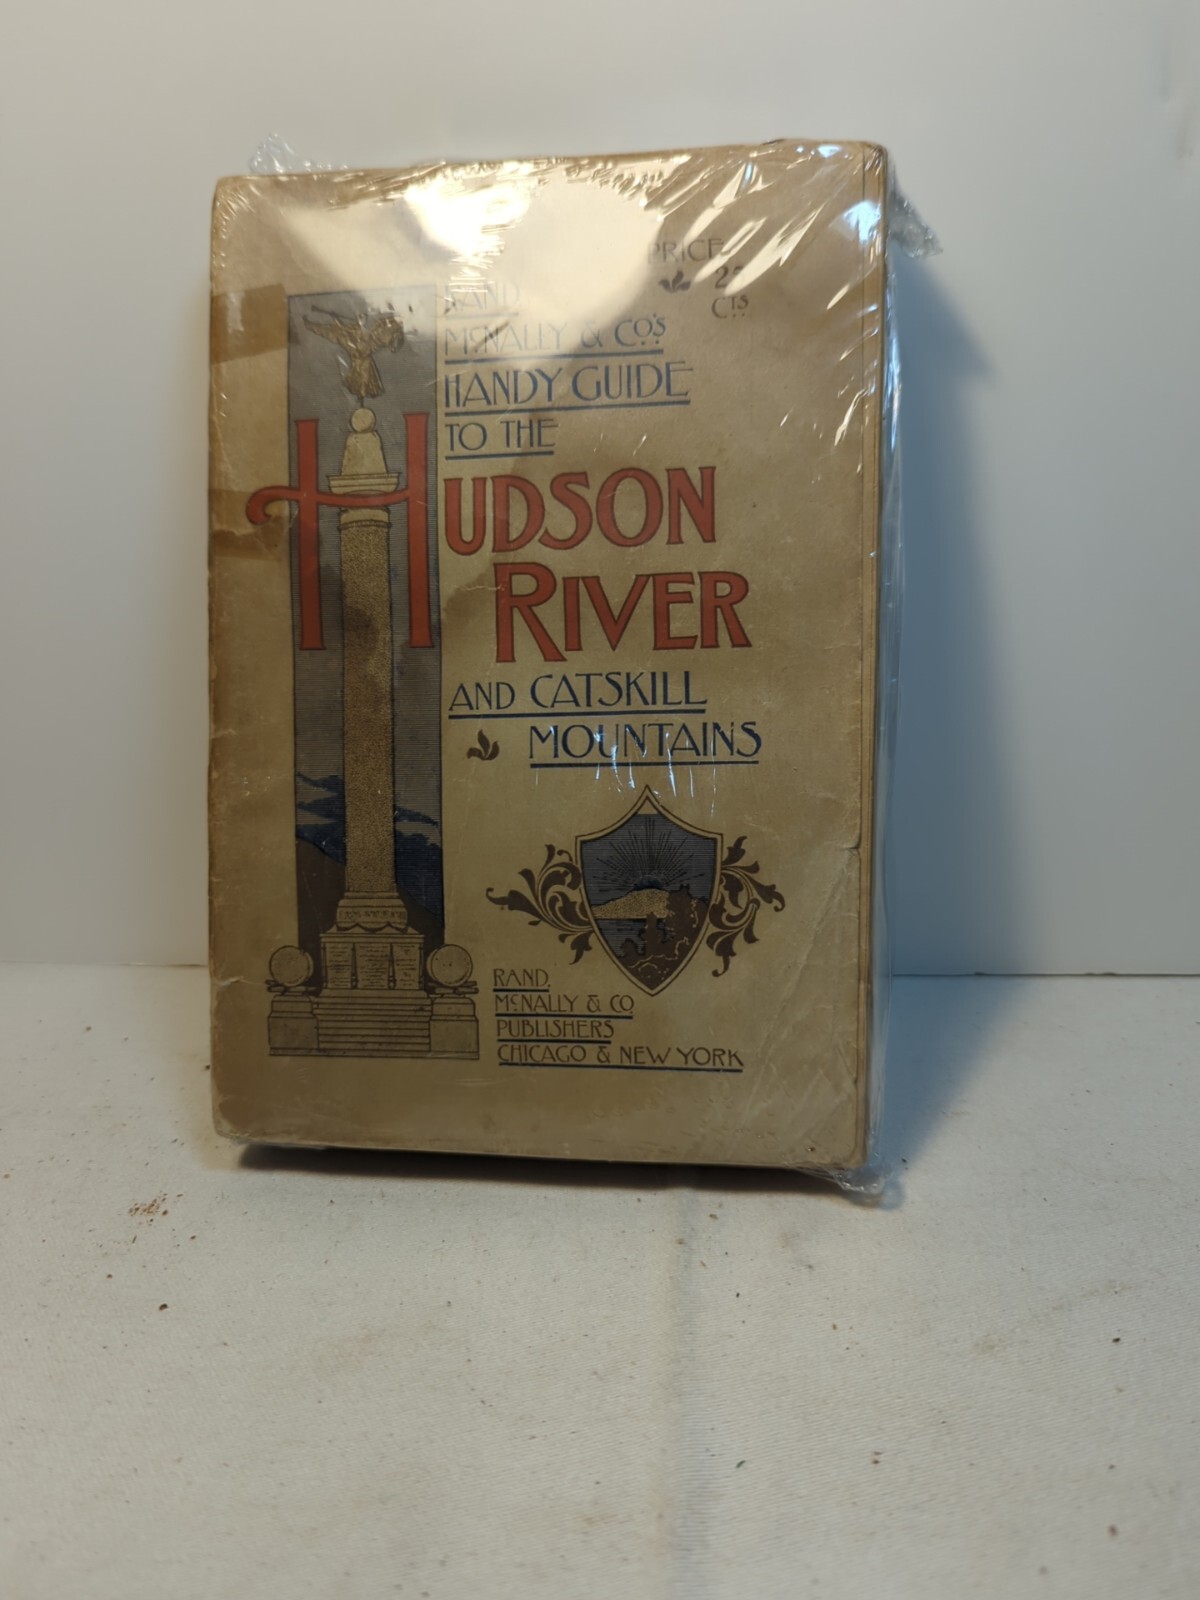 PRICE
Cts
RAND,
McNALLY & Co's
HANDY GUIDE
TO THE
HUDSON
RIVER
AND CATSKILL
MOUNTAINS
RAND,
McNALLY & CO
PUBLISHERS
CHICAGO & NEW YORK